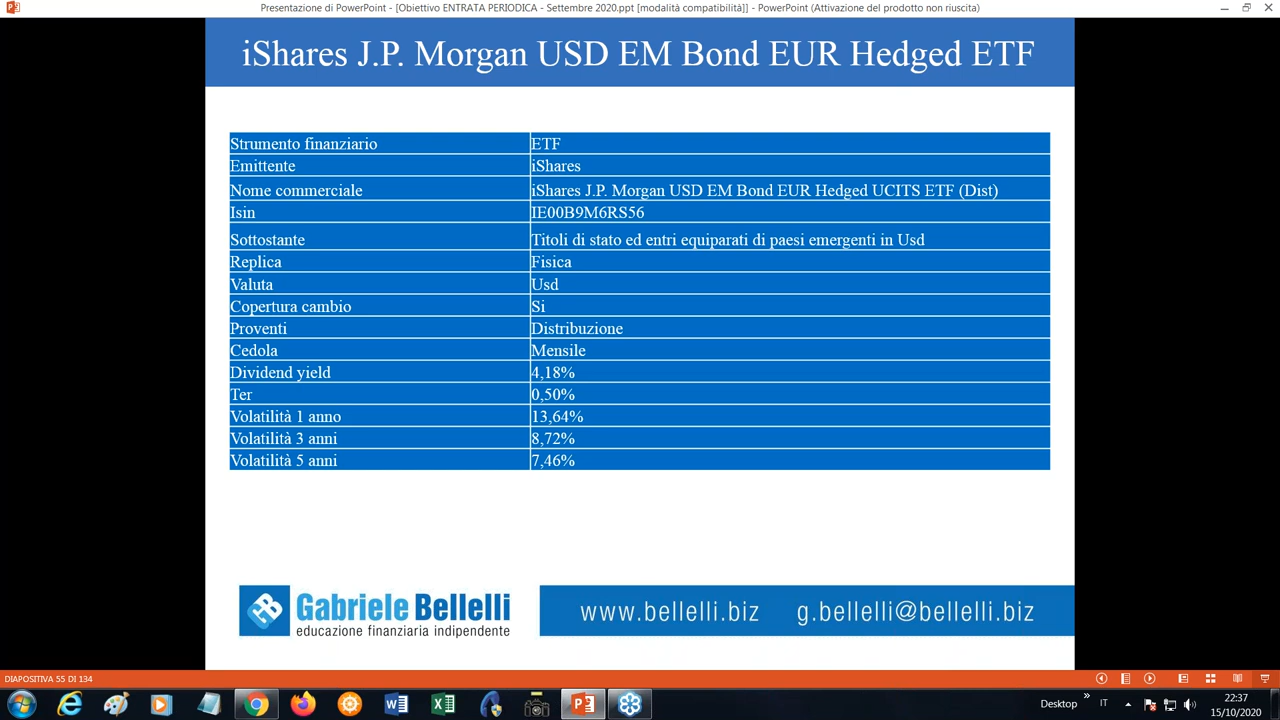 Presentazione di PowerPoint - [Obiettivo ENTRATA PERIODICA - Settembre 2020.ppt [modalità compatibilità]] - PowerPoint (Attivazione del prodotto non riuscita)
iShares J.P. Morgan USD EM Bond EUR Hedged ETF
Strumento finanziario ETF
Emittente iShares
Nome commerciale iShares J.P. Morgan USD EM Bond EUR Hedged UCITS ETF (Dist)
Isin IE00B9M6RS56
Sottostante Titoli di stato ed entri equiparati di paesi emergenti in Usd
Replica Fisica
Valuta Usd
Copertura cambio Si
Proventi Distribuzione
Cedola Mensile
Dividend yield 4,18%
Ter 0,50%
Volatilità 1 anno 13,64%
Volatilità 3 anni 8,72%
Volatilità 5 anni 7,46%
Gabriele Bellelli
educazione finanziaria indipendente
www.bellelli.biz g.bellelli@bellelli.biz
DIAPOSITIVA 55 DI 134
Desktop
IT
22:37
15/10/2020